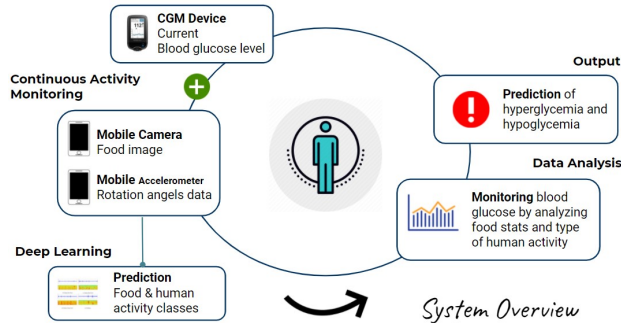 CGM Device
Current
Blood glucose level
Continuous Activity
Monitoring
Mobile Camera
Food image
Mobile Accelerometer
Rotation angels data
Deep Learning
Prediction
Food & human
activity classes
Output
Prediction of
hyperglycemia and
hypoglycemia
Data Analysis
Monitoring blood
glucose by analyzing
food stats and type
of human activity
System Overview